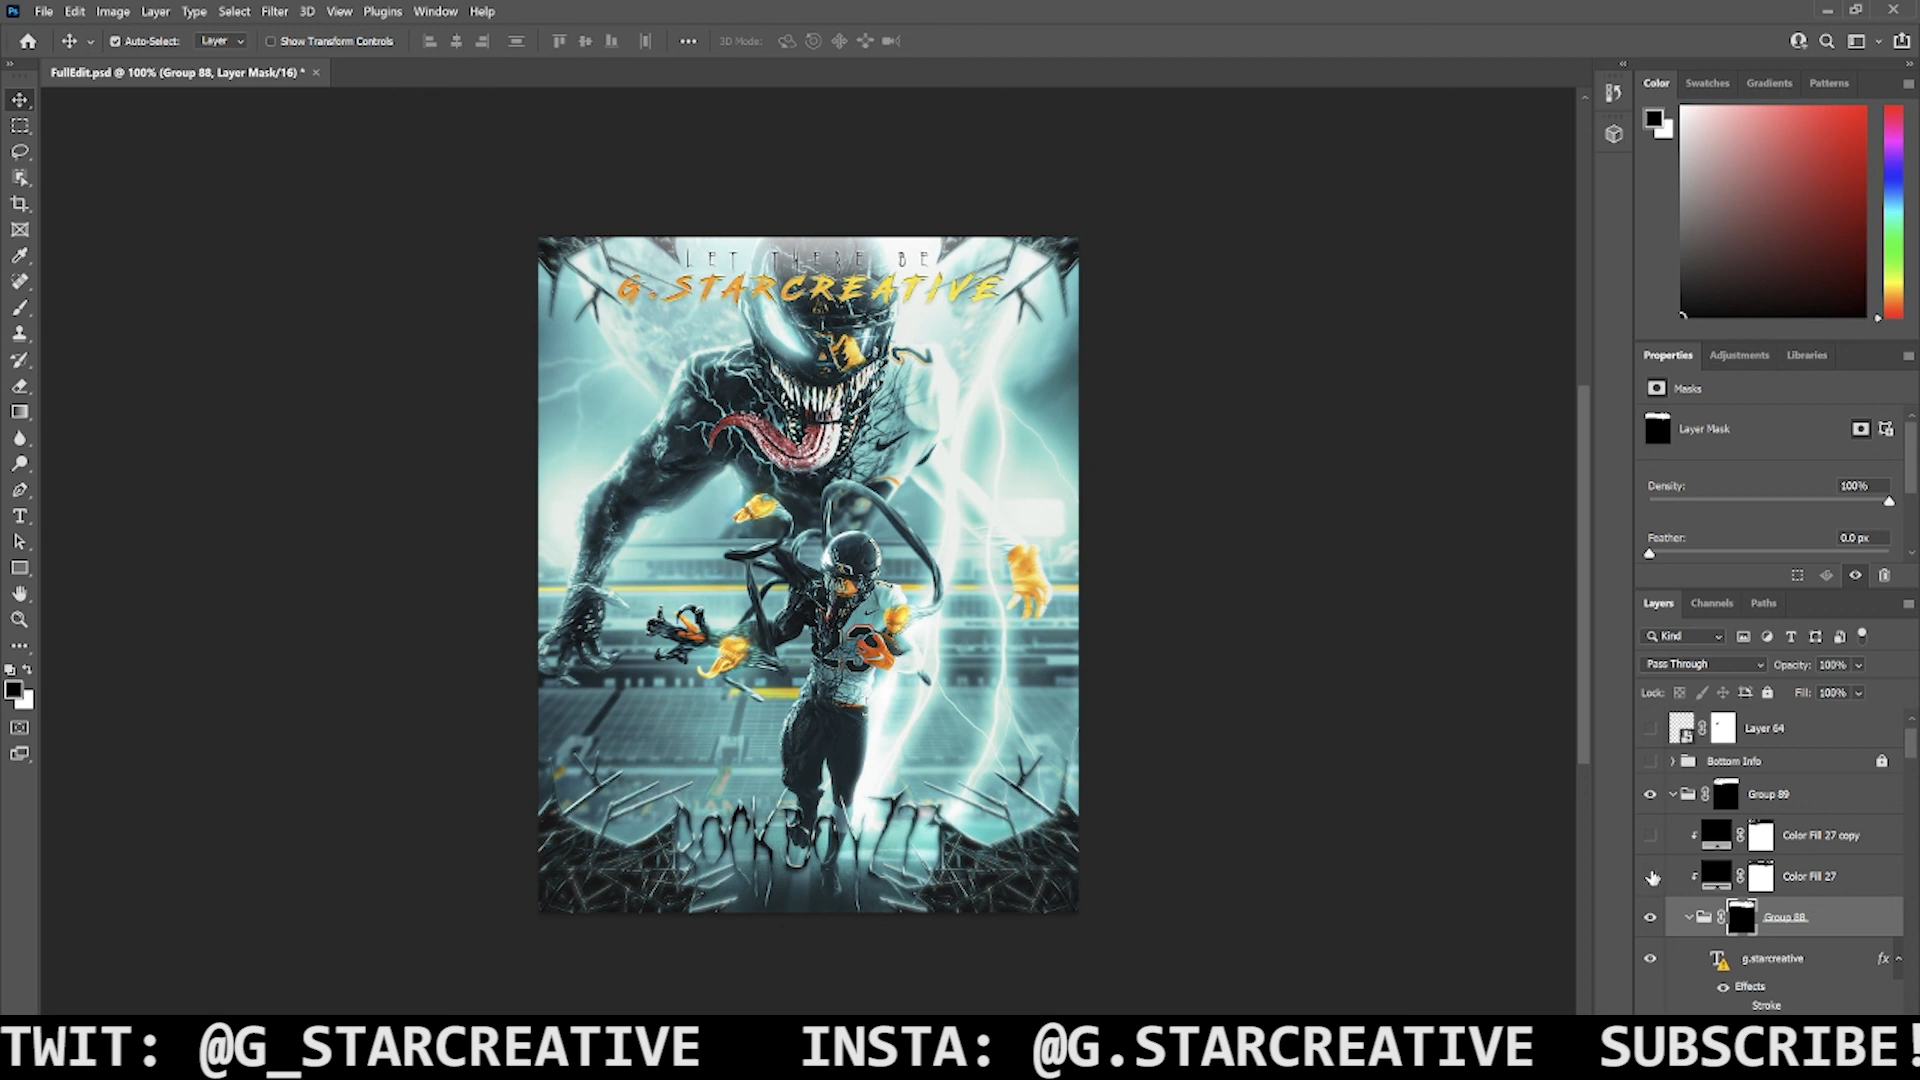 File Edit Image Layer Type Select Filter 3D View Plugins Window Help
Auto-Select: Layer Show Transform Controls 3D Mode:
FullEdit.psd @ 100% (Group 88, Layer Mask/16) *
LET THERE BE
G.STARCREATIVE
23
Color Swatches Gradients Patterns
Properties Adjustments Libraries
Masks
Layer Mask
Density: 100%
Feather: 0.0 px
Layers Channels Paths
Kind
Pass Through Opacity: 100%
Lock: Fill: 100%
Layer 64
Bottom Info
Group 89
Color Fill 27 copy
Color Fill 27
Group 88
g.starcreative fx
Effects
Stroke
TWIT: @G_STARCREATIVE INSTA: @G.STARCREATIVE SUBSCRIBE!